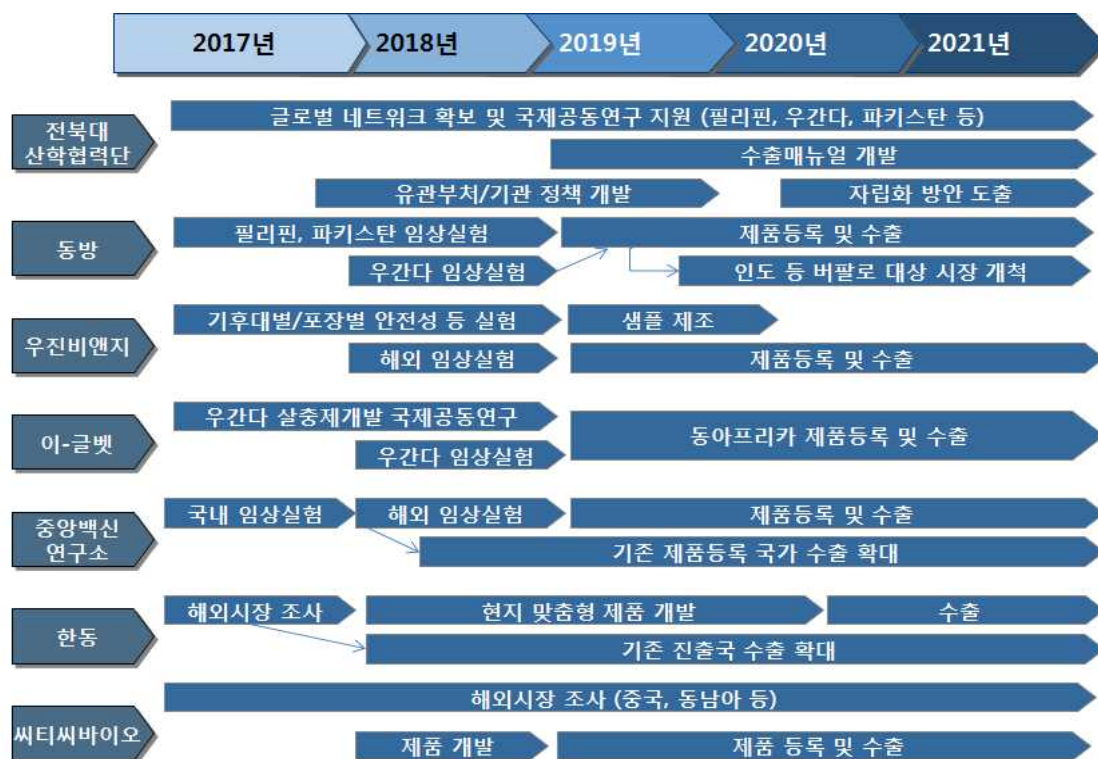 2017년
2018년
2019년
2020년
2021년
전북대
산학협력단
글로벌 네트워크 확보 및 국제공동연구 지원 (필리핀, 우간다, 파키스탄 등)
수출매뉴얼 개발
유관부처/기관 정책 개발
자립화 방안 도출
동방
필리핀, 파키스탄 임상실험
제품등록 및 수출
우간다 임상실험
인도 등 버팔로 대상 시장 개척
우진비앤지
기후대별/포장별 안전성 등 실험
샘플 제조
해외 임상실험
제품등록 및 수출
이-글벳
우간다 살충제개발 국제공동연구
동아프리카 제품등록 및 수출
우간다 임상실험
중앙백신
연구소
국내 임상실험
해외 임상실험
제품등록 및 수출
기존 제품등록 국가 수출 확대
한동
해외시장 조사
현지 맞춤형 제품 개발
수출
기존 진출국 수출 확대
씨티씨바이오
해외시장 조사 (중국, 동남아 등)
제품 개발
제품 등록 및 수출